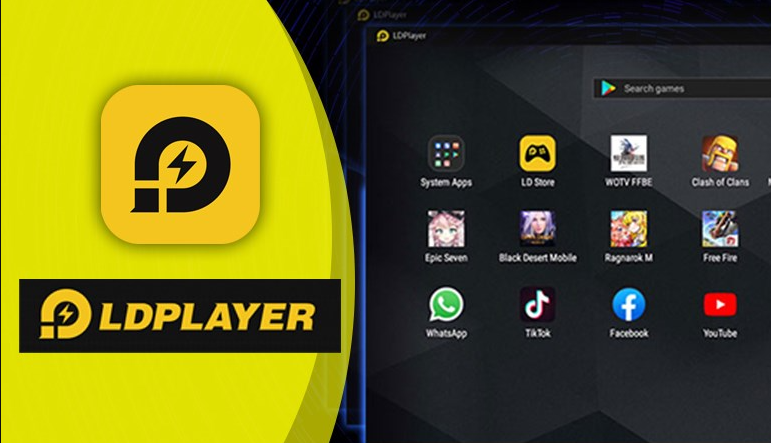 LDPLAYER
LDPlayer
LDPlayer
Search games
System Apps
LD Store
WOTV FFBE
Clash of Clans
Epic Seven
Black Desert Mobile
Ragnarok M
Free Fire
WhatsApp
TikTok
Facebook
YouTube